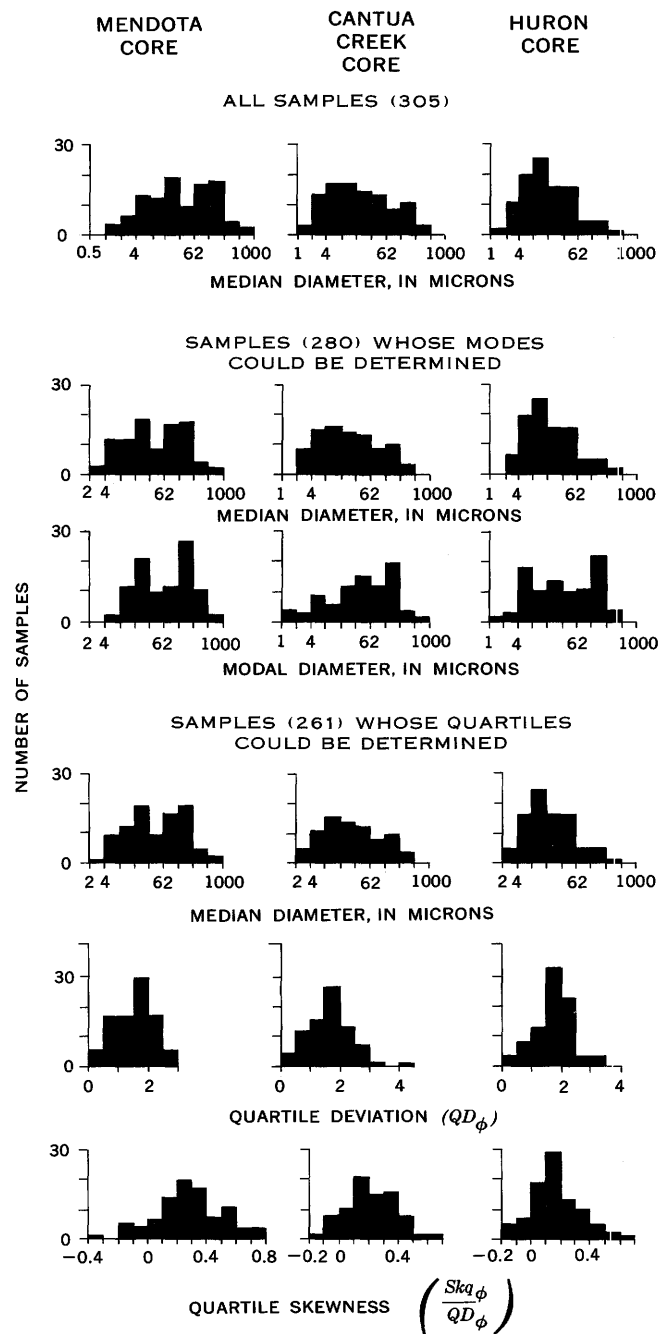 MENDOTA CORE
CANTUA CREEK CORE
HURON CORE
ALL SAMPLES (305)
30
0
0.5 4 62 1000
1 4 62 1000
1 4 62 1000
MEDIAN DIAMETER, IN MICRONS
SAMPLES (280) WHOSE MODES
COULD BE DETERMINED
30
0
2 4 62 1000
1 4 62 1000
1 4 62 1000
MEDIAN DIAMETER, IN MICRONS
30
0
2 4 62 1000
1 4 62 1000
1 4 62 1000
MODAL DIAMETER, IN MICRONS
NUMBER OF SAMPLES
SAMPLES (261) WHOSE QUARTILES
COULD BE DETERMINED
30
0
2 4 62 1000
2 4 62 1000
2 4 62 1000
MEDIAN DIAMETER, IN MICRONS
30
0
0 2
0 2 4
0 2 4
QUARTILE DEVIATION (QDϕ)
30
0
−0.4 0 0.4 0.8
−0.2 0 0.4
−0.2 0 0.4
QUARTILE SKEWNESS (Skqϕ/QDϕ)